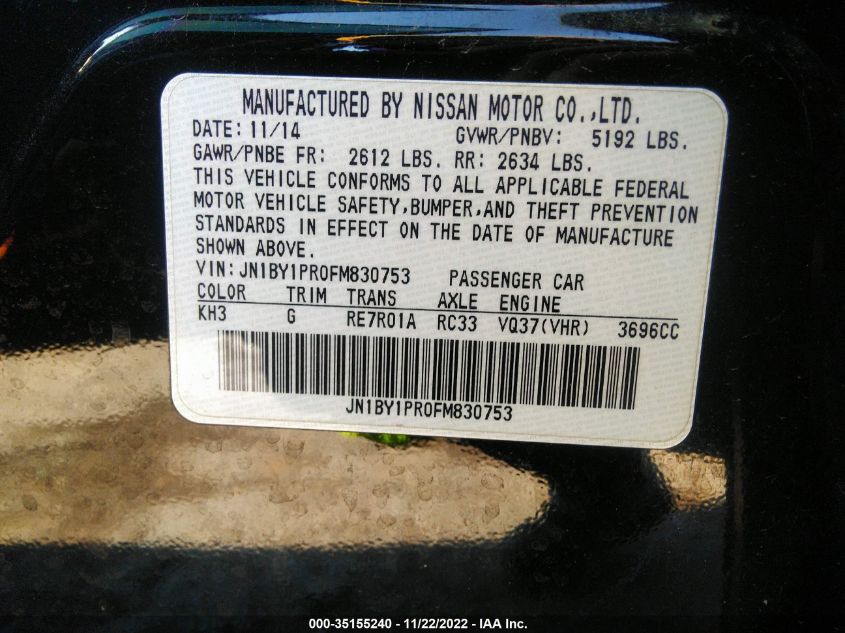 MANUFACTURED BY NISSAN MOTOR CO.,LTD.
DATE: 11/14 GVWR/PNBV: 5192 LBS.
GAWR/PNBE FR: 2612 LBS. RR: 2634 LBS.
THIS VEHICLE CONFORMS TO ALL APPLICABLE FEDERAL
MOTOR VEHICLE SAFETY,BUMPER,AND THEFT PREVENTION
STANDARDS IN EFFECT ON THE DATE OF MANUFACTURE
SHOWN ABOVE.
VIN:JN1BY1PR0FM830753 PASSENGER CAR
COLOR TRIM TRANS AXLE ENGINE
KH3 G RE7R01A RC33 VQ37(VHR) 3696CC
JN1BY1PR0FM830753
000-35155240 - 11/22/2022 - IAA Inc.